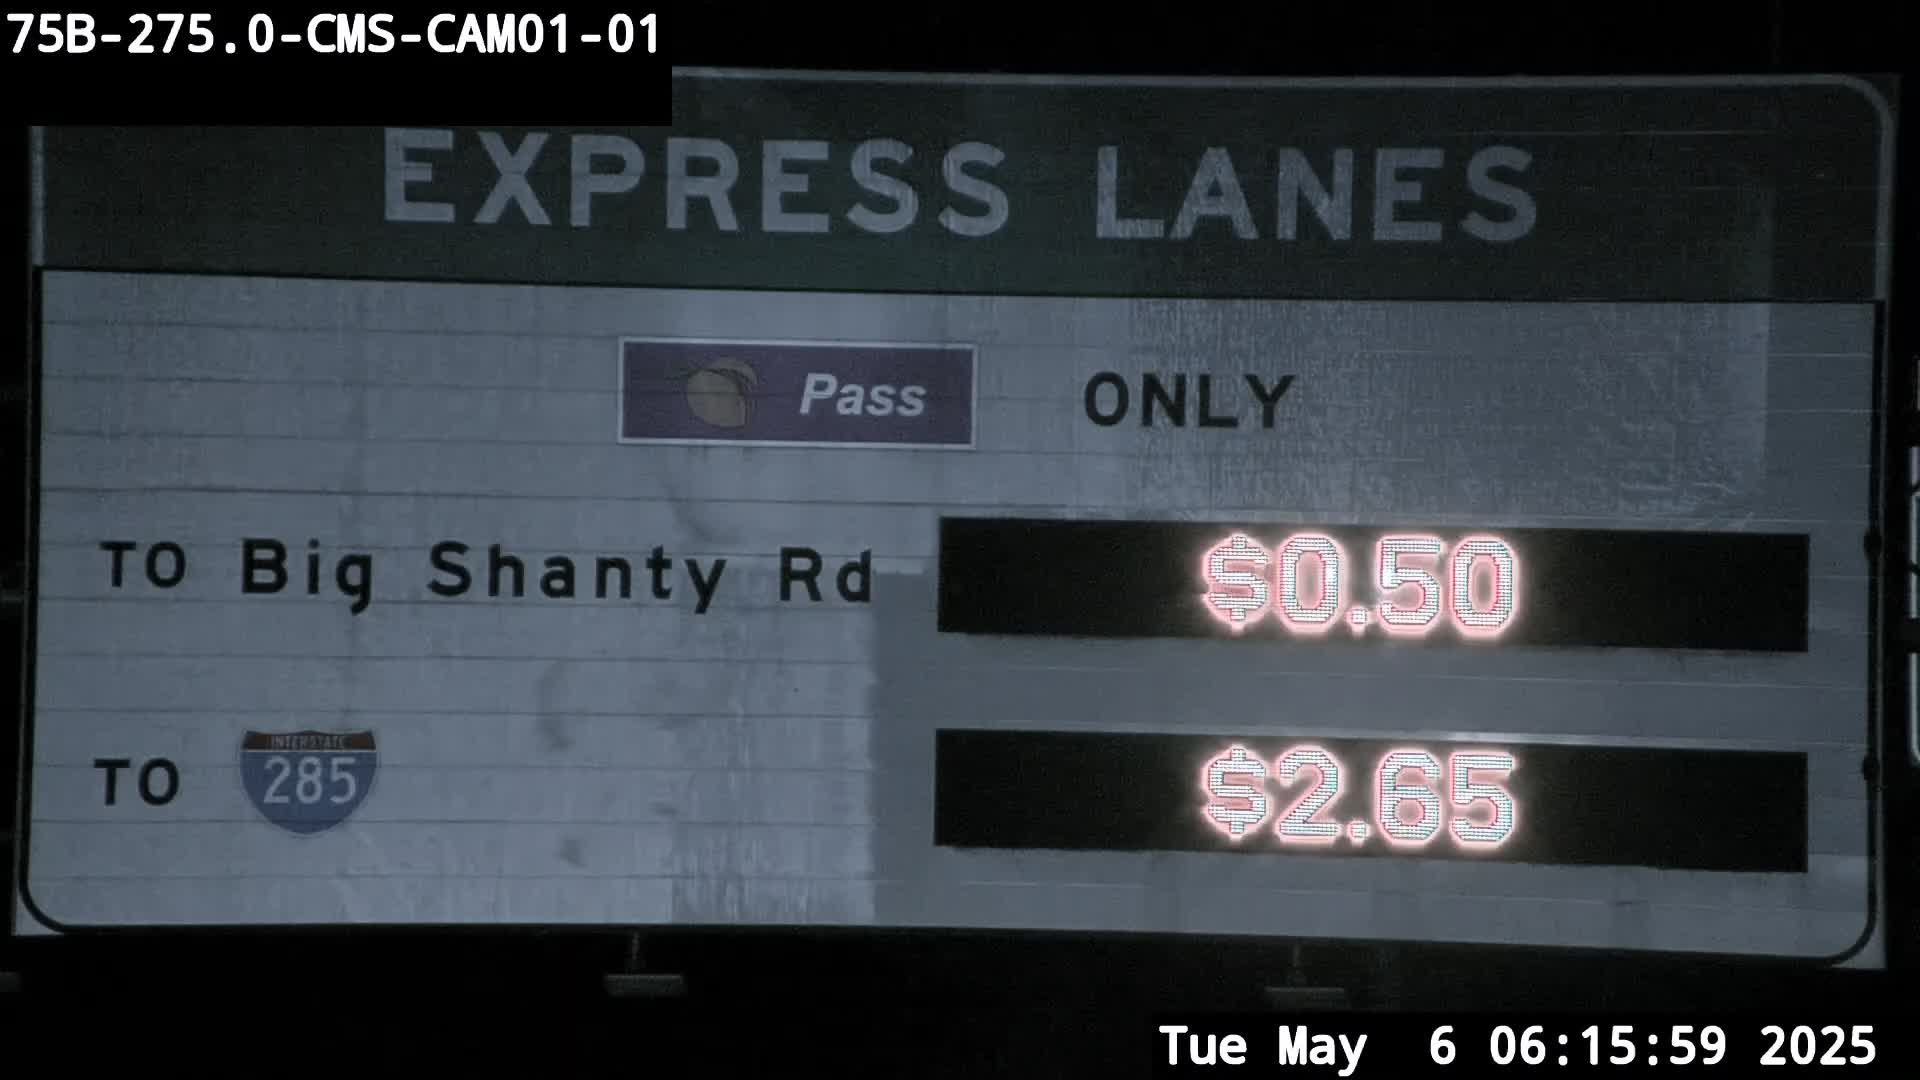 75B-275.0-CMS-CAM01-01
EXPRESS LANES
Pass ONLY
TO Big Shanty Rd $0.50
INTERSTATE
TO 285 $2.65
Tue May 6 06:15:59 2025